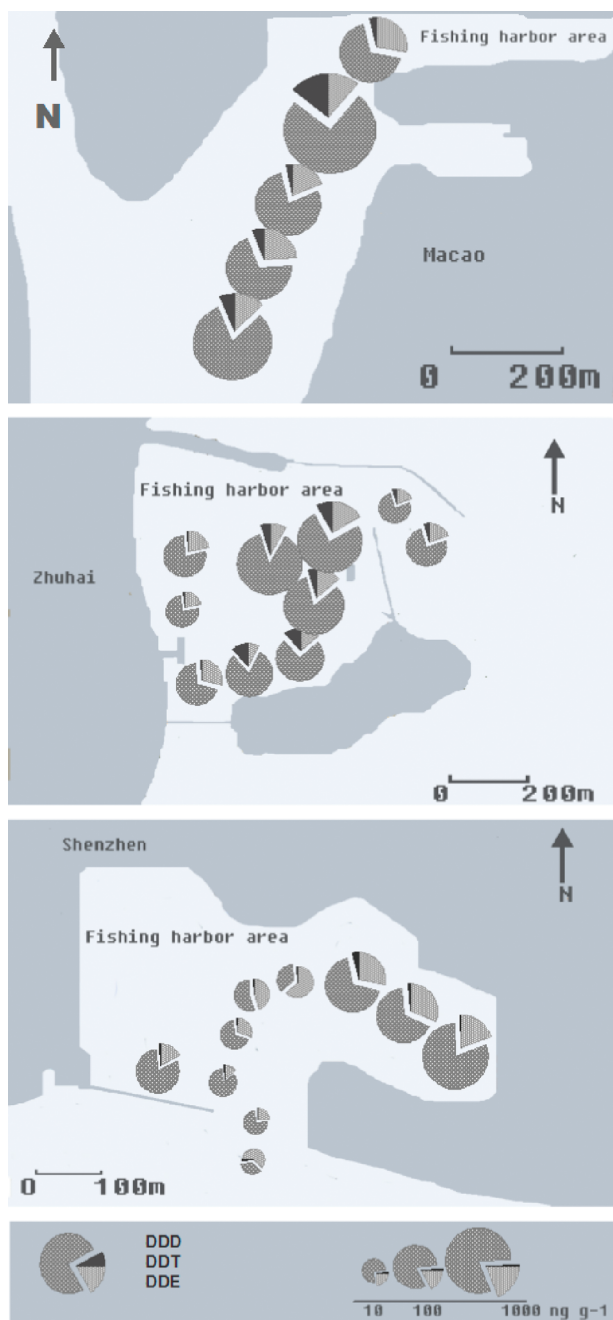 N
Fishing harbor area
Macao
0 200m
Fishing harbor area
N
Zhuhai
0 200m
Shenzhen
N
Fishing harbor area
0 100m
DDD
DDT
DDE
10 100 1000 ng g-1